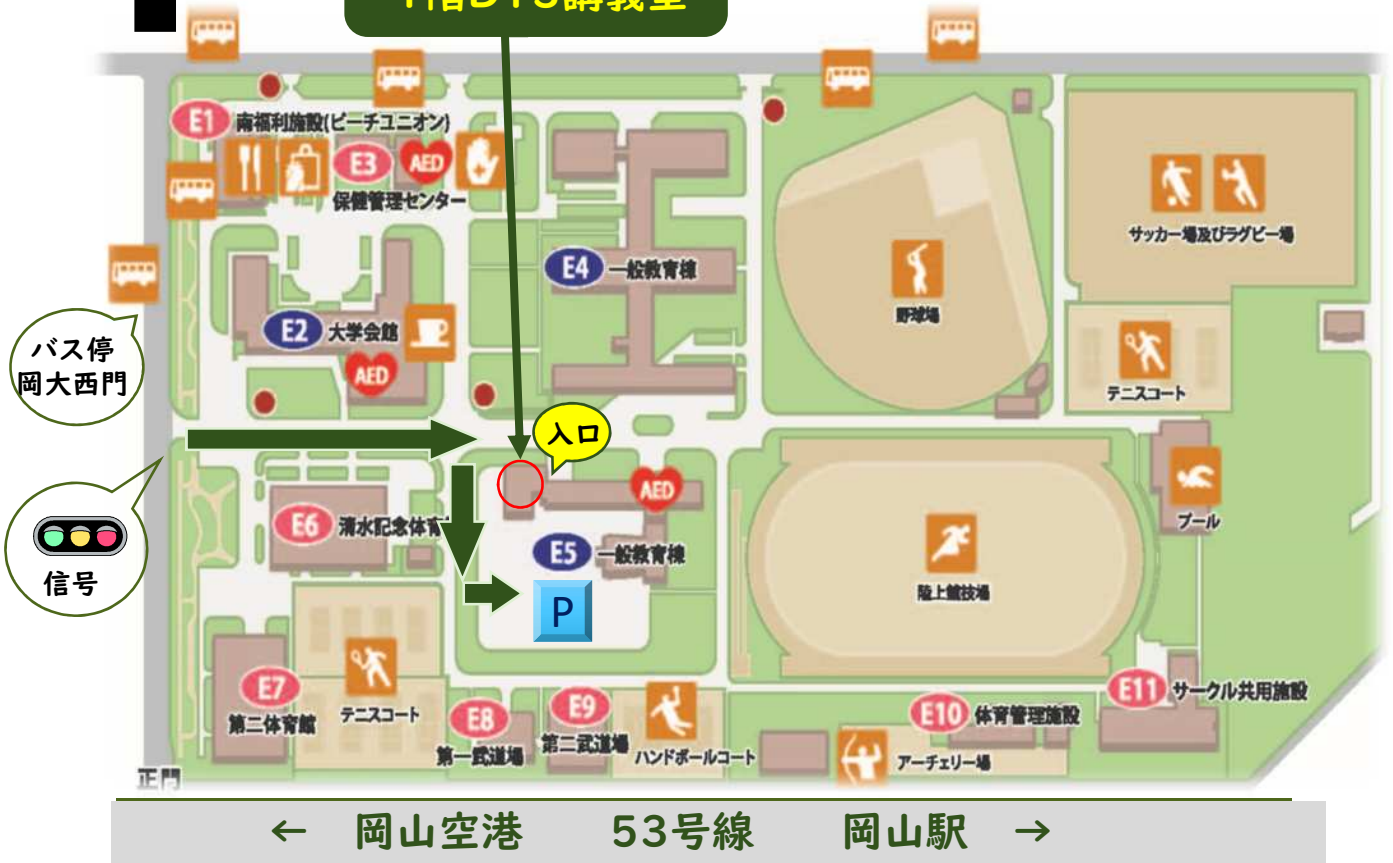 1階D13講義室
E1 南福利施設(ピーチユニオン)
E3 AED
保健管理センター
サッカー場及びラグビー場
E4 一般教育棟
野球場
バス停
岡大西門
E2 大学会館
AED
テニスコート
入口
AED
プール
信号
E6 清水記念体育
E5 一般教育棟
P
陸上競技場
E7
第二体育館
テニスコート
E8
第一武道場
E9
第二武道場
ハンドボールコート
E10 体育管理施設
E11 サークル共用施設
アーチェリー場
正門
← 岡山空港 53号線 岡山駅 →